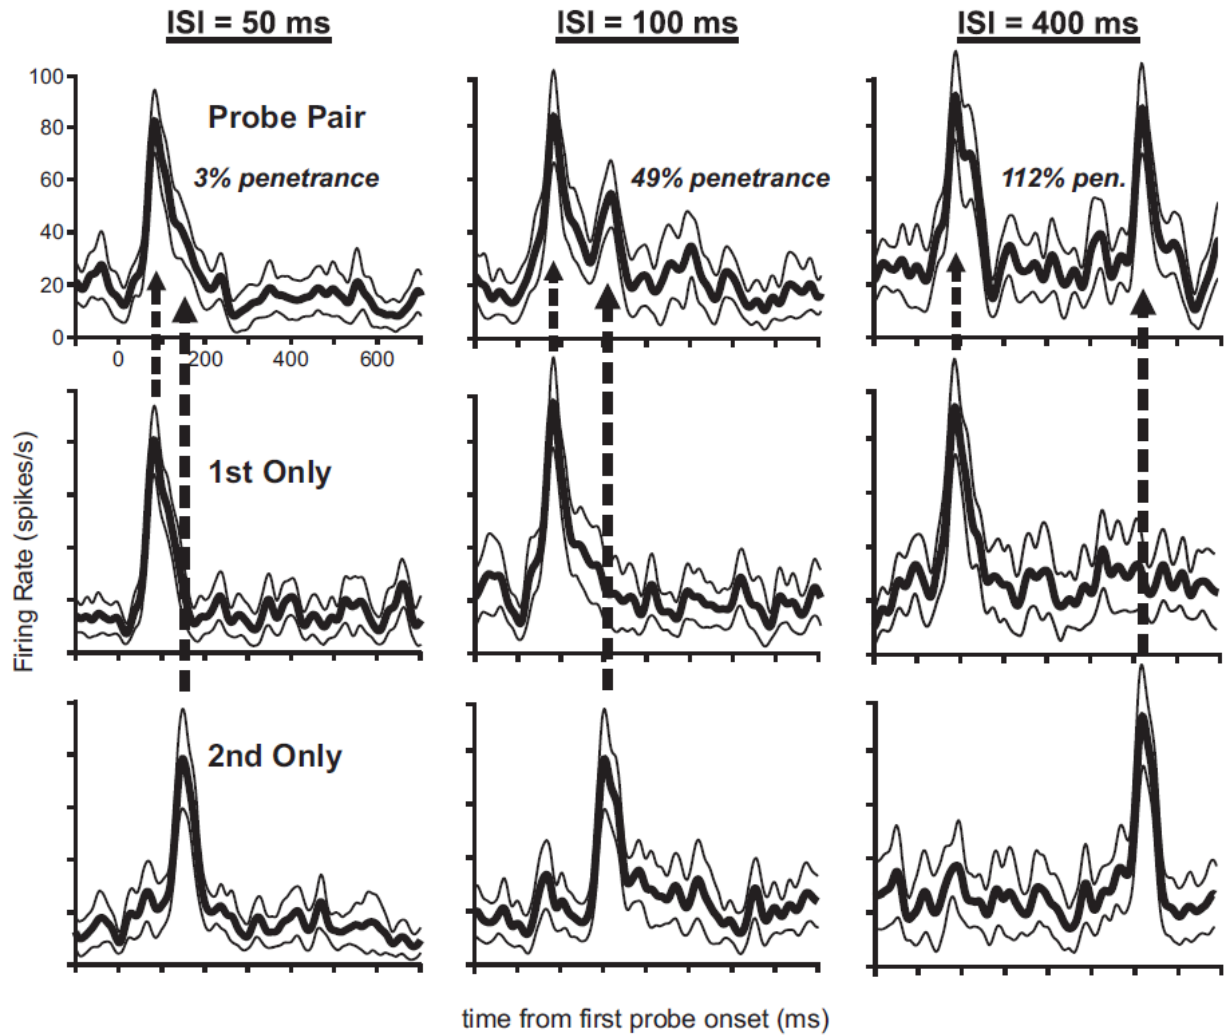 ISI = 50 ms
ISI = 100 ms
ISI = 400 ms
100
80
60
40
20
0
Probe Pair
3% penetrance
49% penetrance
112% pen.
0
200
400
600
Firing Rate (spikes/s)
1st Only
2nd Only
time from first probe onset (ms)